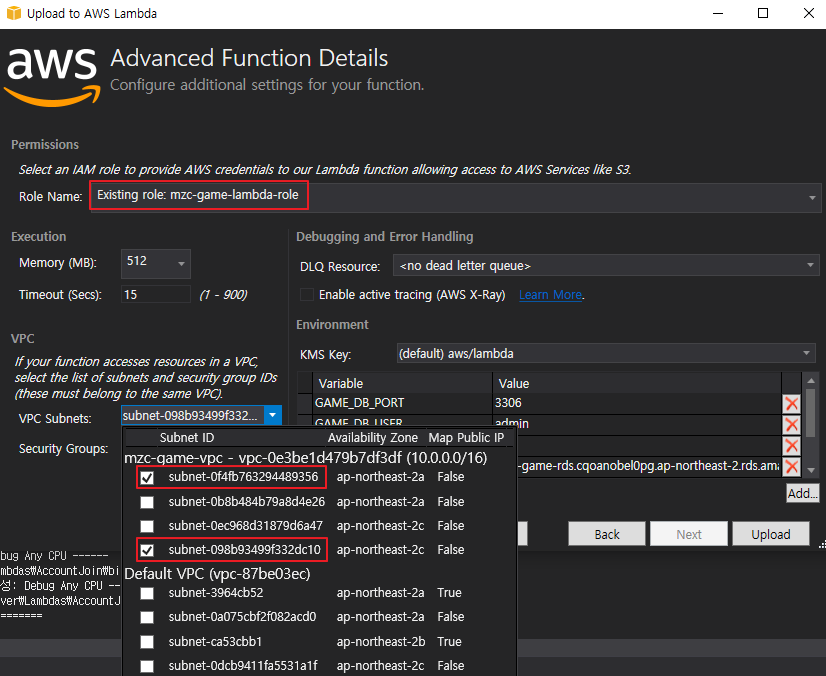 Upload to AWS Lambda
aws
Advanced Function Details
Configure additional settings for your function.
Permissions
Select an IAM role to provide AWS credentials to our Lambda function allowing access to AWS Services like S3.
Role Name: Existing role: mzc-game-lambda-role
Execution
Memory (MB): 512
Timeout (Secs): 15 (1 - 900)
VPC
If your function accesses resources in a VPC,
select the list of subnets and security group IDs
(these must belong to the same VPC).
VPC Subnets: subnet-098b93499f332...
Security Groups:
Debugging and Error Handling
DLQ Resource: <no dead letter queue>
Enable active tracing (AWS X-Ray) Learn More.
Environment
KMS Key: (default) aws/lambda
Variable Value
GAME_DB_PORT 3306
GAME_DB_USER admin
-game-rds.cqoanobel0pg.ap-northeast-2.rds.ama
Add...
Subnet ID Availability Zone Map Public IP
mzc-game-vpc - vpc-0e3be1d479b7df3df (10.0.0.0/16)
subnet-0f4fb763294489356 ap-northeast-2a False
subnet-0b8b484b79a8d4e26 ap-northeast-2a False
subnet-0ec968d31879d6a47 ap-northeast-2c False
subnet-098b93499f332dc10 ap-northeast-2c False
Default VPC (vpc-87be03ec)
subnet-3964cb52 ap-northeast-2a True
subnet-0a075cbf2f082acd0 ap-northeast-2a False
subnet-ca53cbb1 ap-northeast-2b True
subnet-0dcb9411fa5531a1f ap-northeast-2c False
Back Next Upload
bug Any CPU ------
mbdas₩AccountJoin₩bi
성: Debug Any CPU --
ver₩Lambdas₩AccountJ
=======